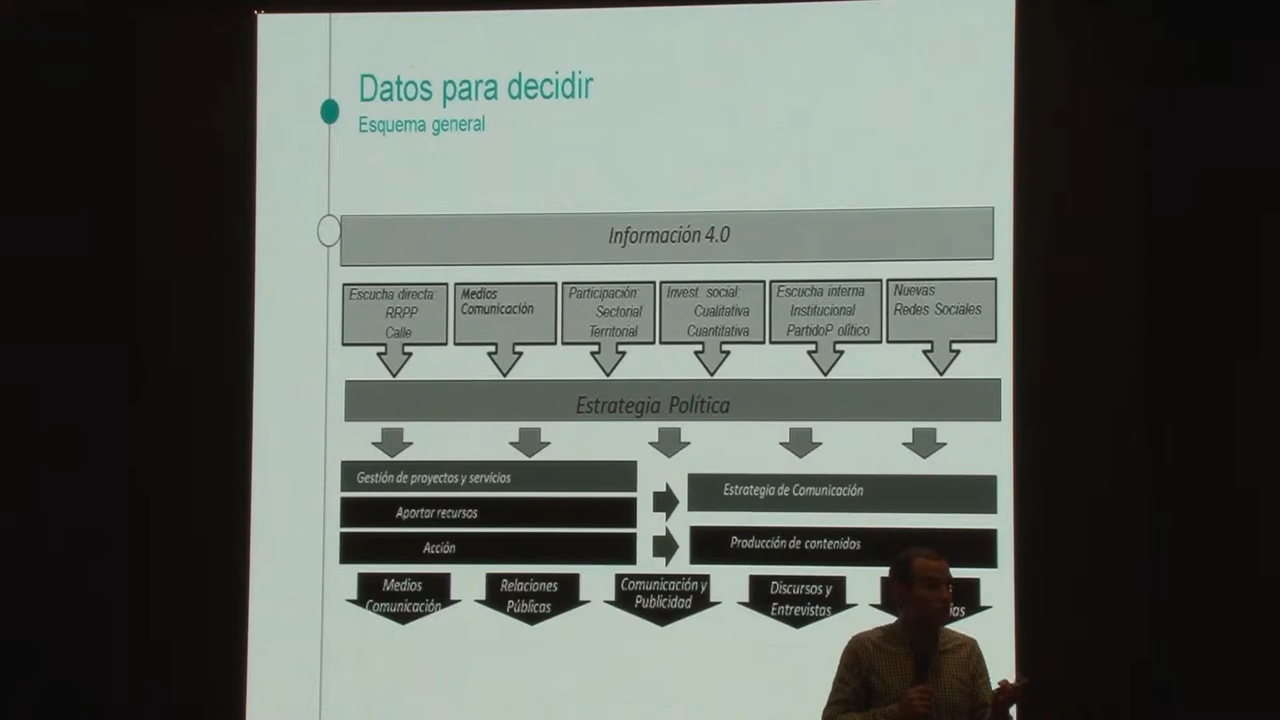 Datos para decidir
Esquema general
Información 4.0
Escucha directa:
RRPP
Calle
Medios
Comunicación
Participación:
Sectorial
Territorial
Invest. social:
Cualitativa
Cuantitativa
Escucha interna
Institucional
PartidoP olítico
Nuevas
Redes Sociales
Estrategia Política
Gestión de proyectos y servicios
Aportar recursos
Acción
Estrategia de Comunicación
Producción de contenidos
Medios
Comunicación
Relaciones
Públicas
Comunicación y
Publicidad
Discursos y
Entrevistas